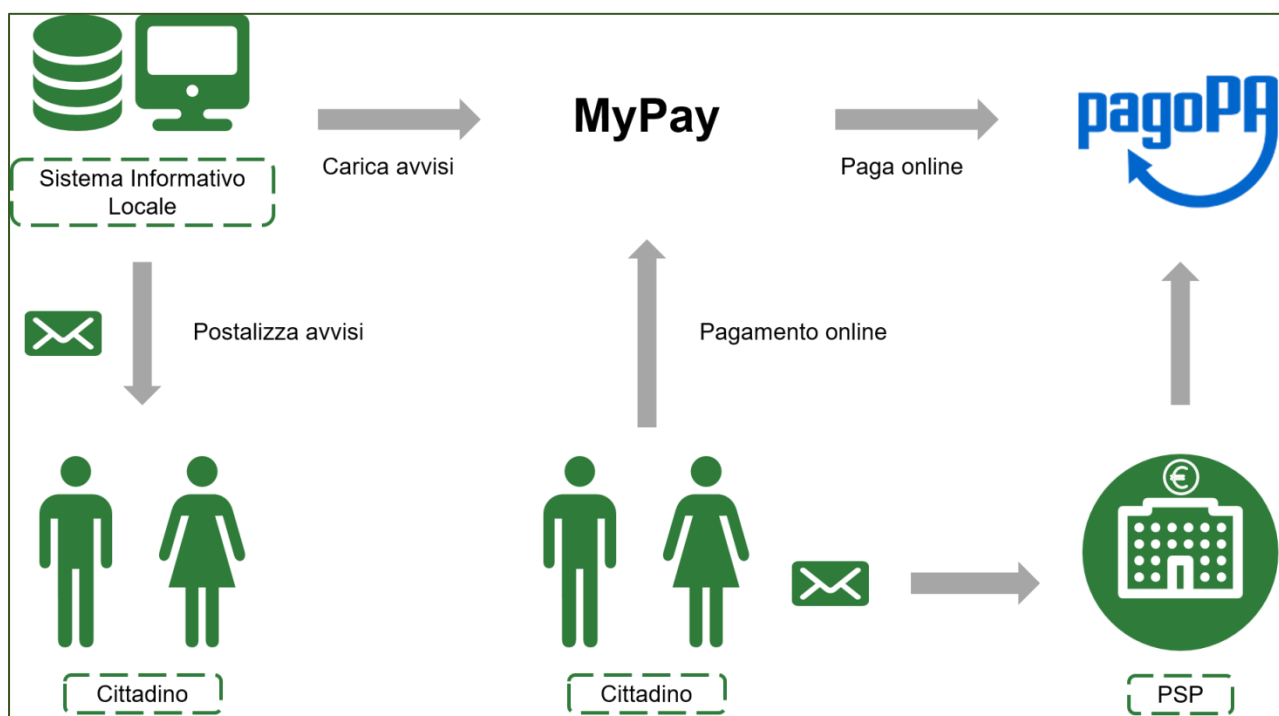 MyPay
pagoPA
Sistema Informativo
Locale
Carica avvisi
Paga online
Postalizza avvisi
Pagamento online
€
Cittadino
Cittadino
PSP